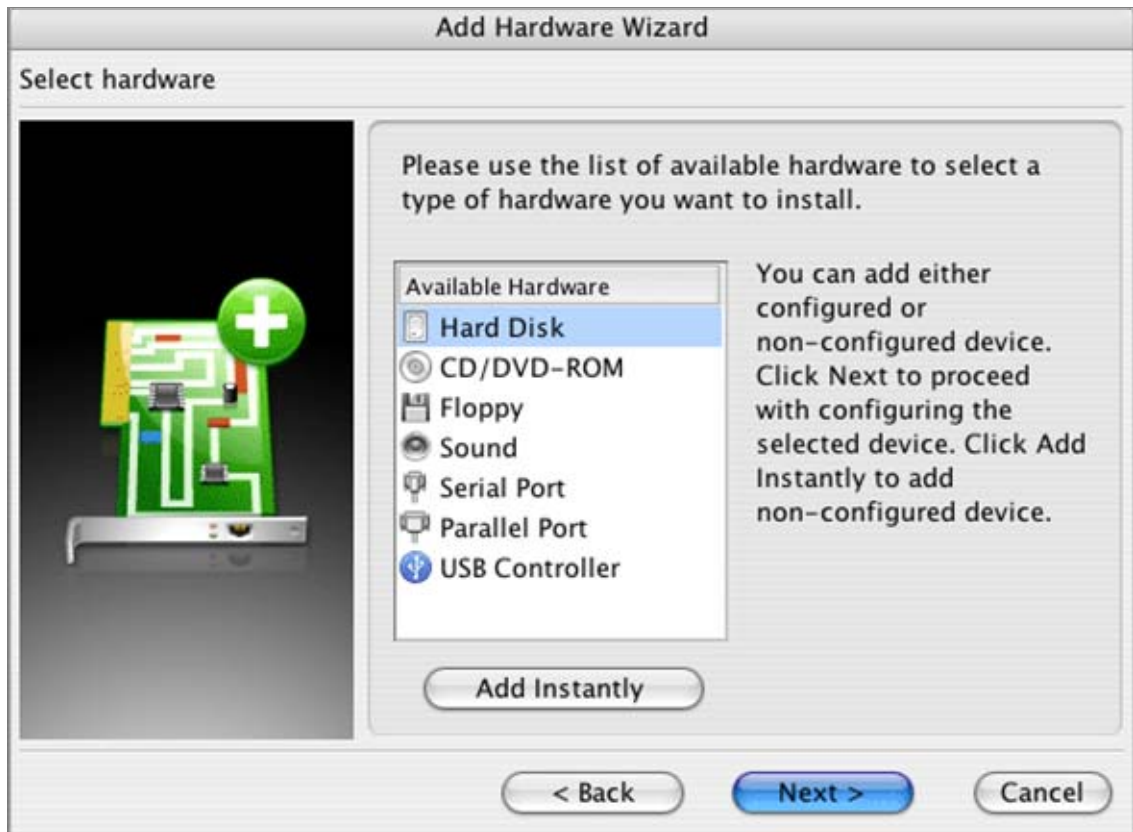 Add Hardware Wizard
Select hardware
Please use the list of available hardware to select a
type of hardware you want to install.
Available Hardware
Hard Disk
CD/DVD-ROM
Floppy
Sound
Serial Port
Parallel Port
USB Controller
You can add either
configured or
non-configured device.
Click Next to proceed
with configuring the
selected device. Click Add
Instantly to add
non-configured device.
Add Instantly
< Back
Next >
Cancel